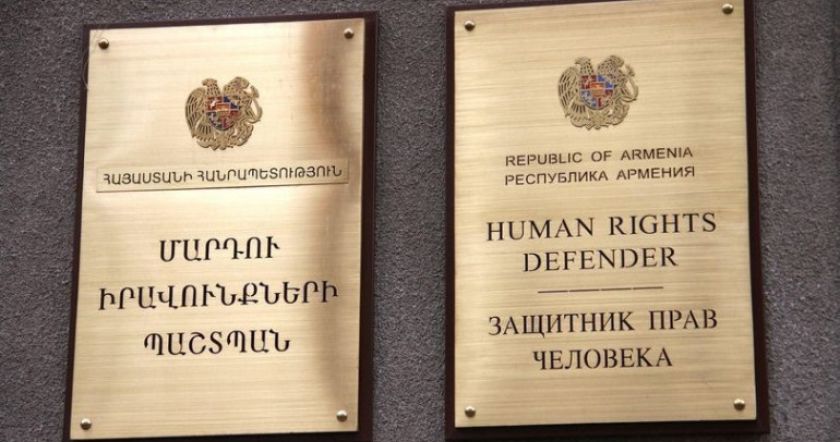 ՀԱՅԱՍՏԱՆԻ ՀԱՆՐԱՊԵՏՈՒԹՅՈՒՆ
ՄԱՐԴՈՒ
ԻՐԱՎՈՒՆՔՆԵՐԻ
ՊԱՇՏՊԱՆ
REPUBLIC OF ARMENIA
РЕСПУБЛИКА АРМЕНИЯ
HUMAN RIGHTS
DEFENDER
ЗАЩИТНИК ПРАВ
ЧЕЛОВЕКА